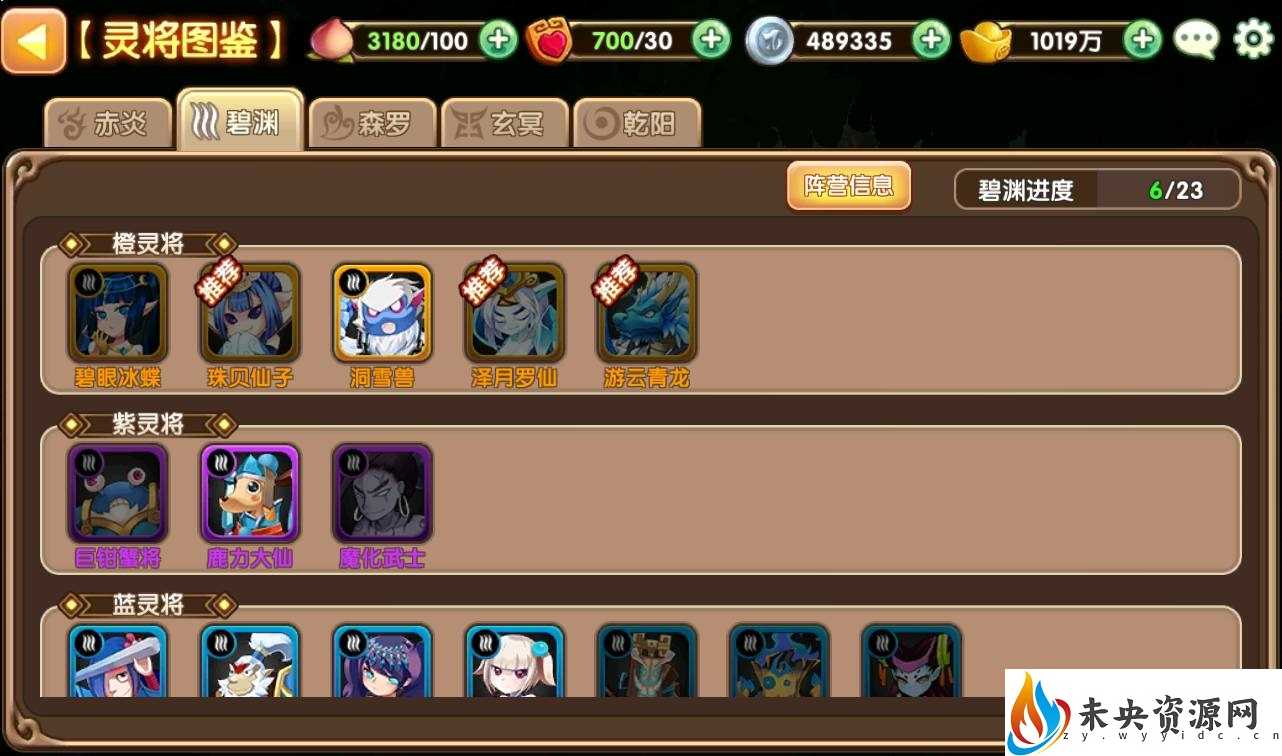 【灵将图鉴】
3180/100
700/30
489335
1019万
赤炎
碧渊
森罗
玄冥
乾阳
阵营信息
碧渊进度
6/23
橙灵将
推荐
推荐
推荐
碧眼冰蝶
珠贝仙子
洞雪兽
泽月罗仙
游云青龙
紫灵将
巨钳蟹将
鹿力大仙
魔化武士
蓝灵将
未央资源网
zy.wyyidc.cn